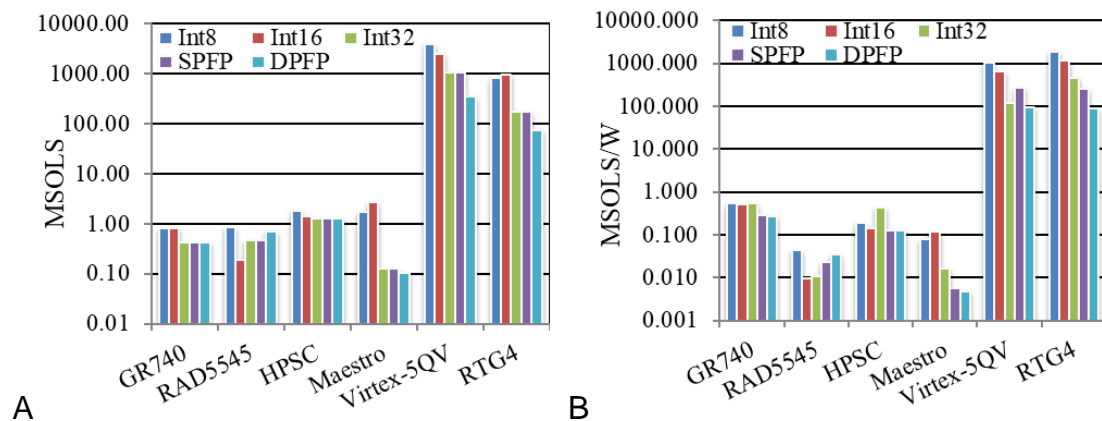 10000.00
1000.00
100.00
10.00
1.00
0.10
0.01
MSOLS
Int8 Int16 Int32
SPFP DPFP
GR740 RAD5545 HPSC Maestro Virtex-5QV RTG4
A
10000.000
1000.000
100.000
10.000
1.000
0.100
0.010
0.001
MSOLS/W
Int8 Int16 Int32
SPFP DPFP
GR740 RAD5545 HPSC Maestro Virtex-5QV RTG4
B